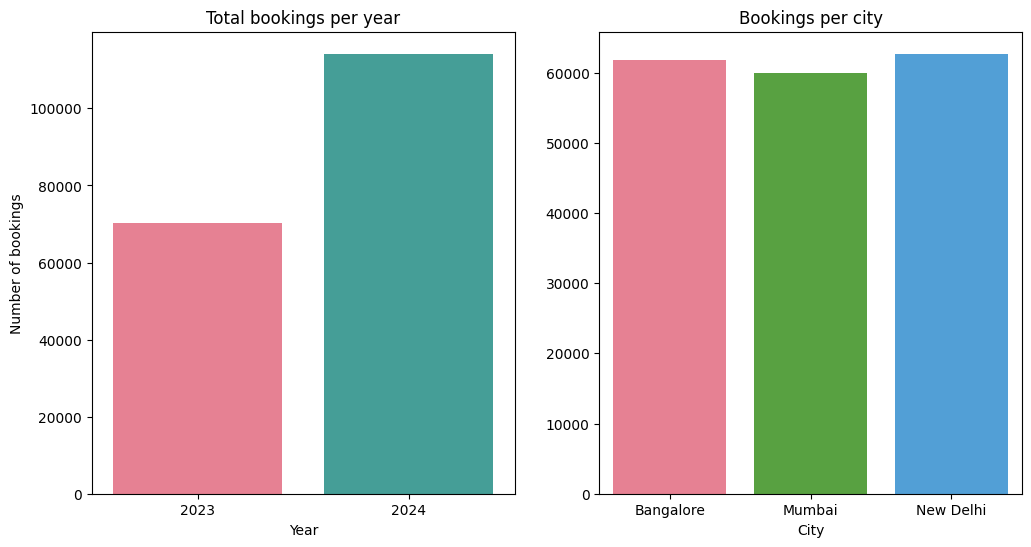 Total bookings per year
Number of bookings
100000
80000
60000
40000
20000
0
2023 2024
Year
Bookings per city
60000
50000
40000
30000
20000
10000
0
Bangalore Mumbai New Delhi
City